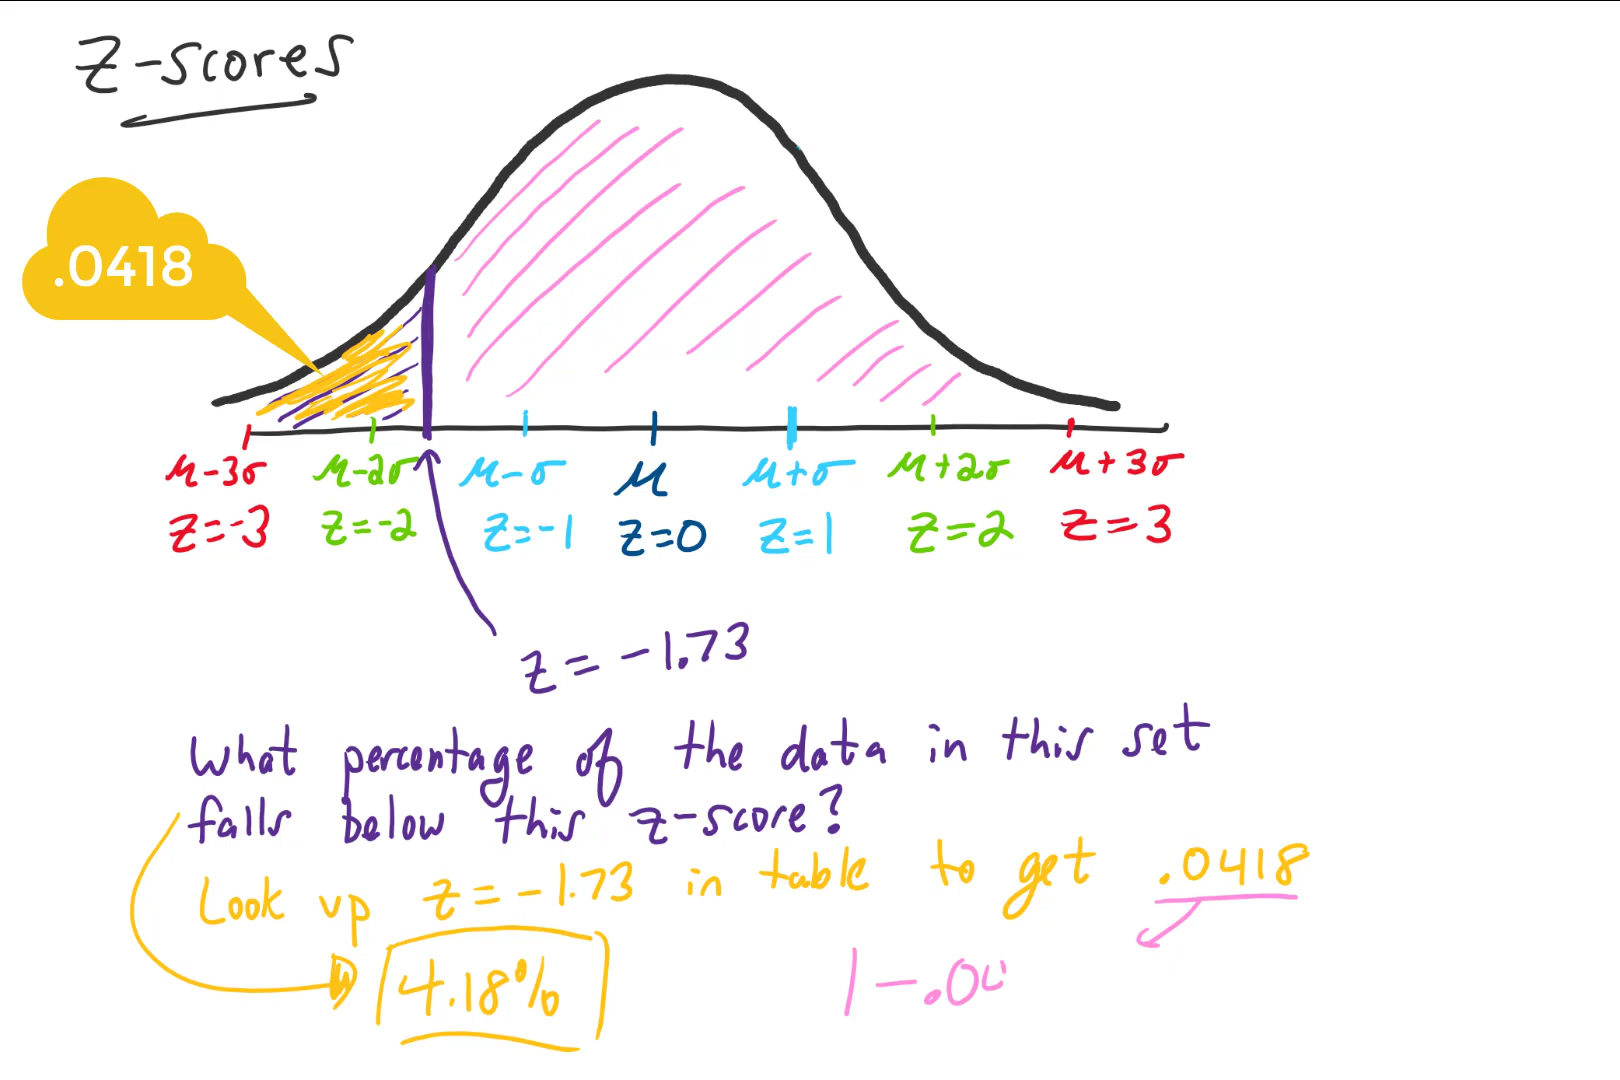 Z-scores
.0418
μ-3σ μ-2σ μ-σ μ μ+σ μ+2σ μ+3σ
z=-3 z=-2 z=-1 z=0 z=1 z=2 z=3
z=-1.73
What percentage of the data in this set
falls below this z-score?
Look up z=-1.73 in table to get .0418
4.18%
1-.04